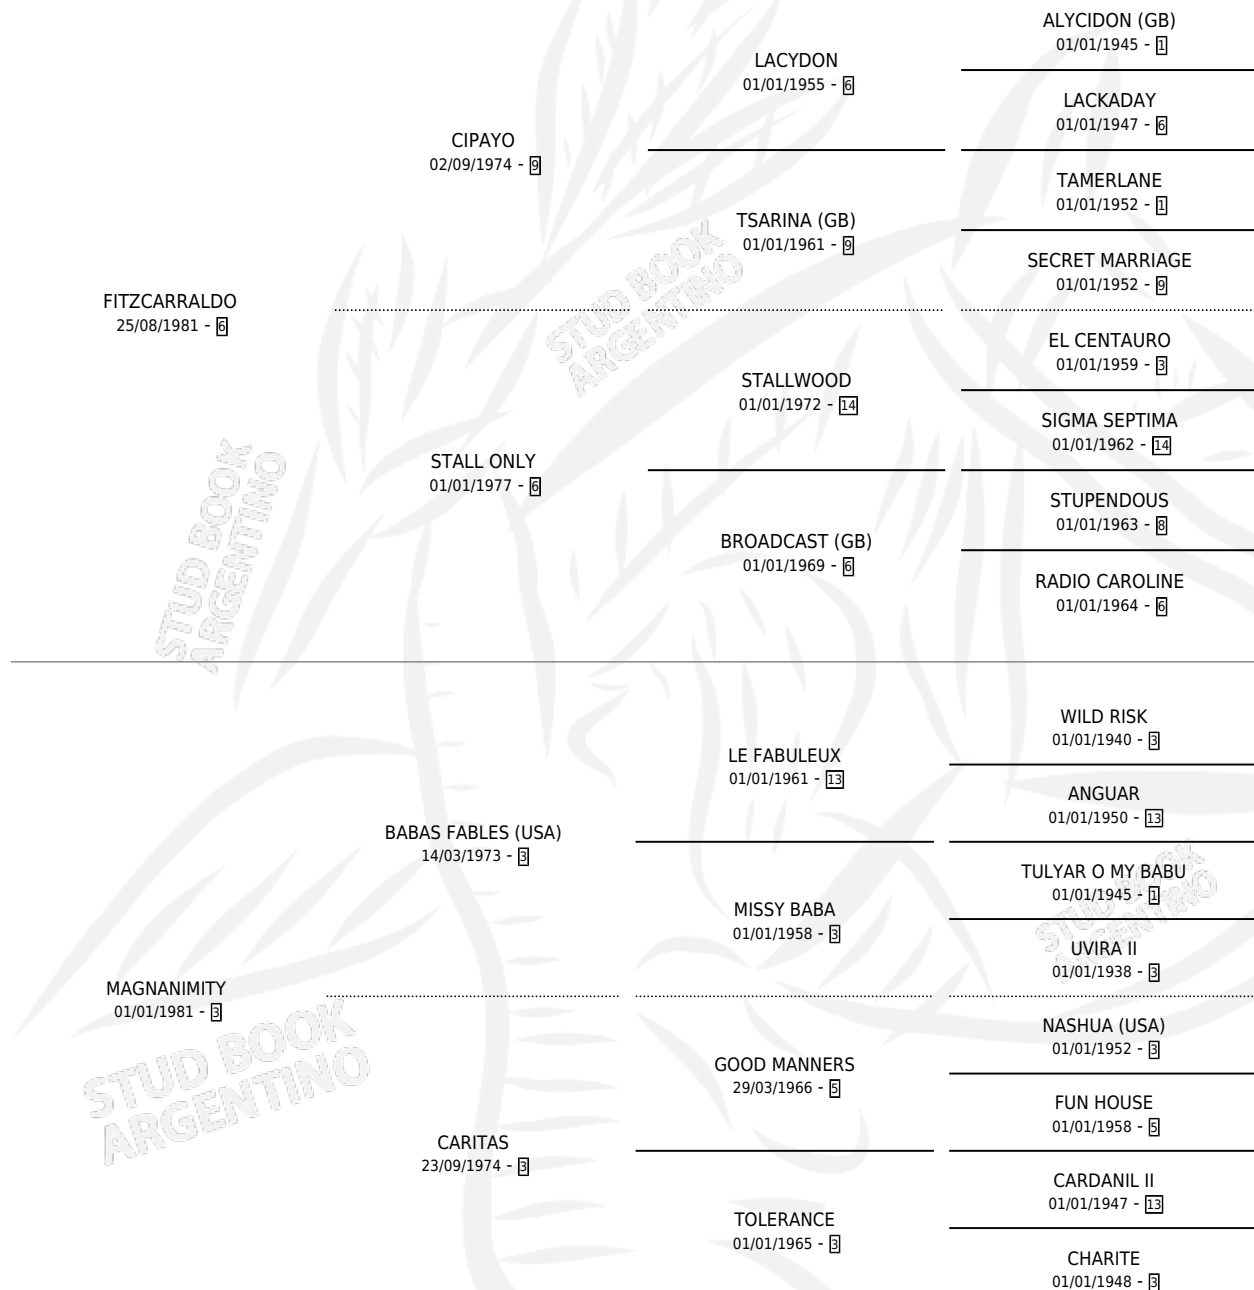 ALYCIDON (GB)
01/01/1945 - 1
LACYDON
01/01/1955 - 6
LACKADAY
01/01/1947 - 6
CIPAYO
02/09/1974 - 9
TAMERLANE
01/01/1952 - 1
TSARINA (GB)
01/01/1961 - 9
SECRET MARRIAGE
01/01/1952 - 9
FITZCARRALDO
25/08/1981 - 6
STUD BOOK
ARGENTINO
EL CENTAURO
01/01/1959 - 3
STALLWOOD
01/01/1972 - 14
SIGMA SEPTIMA
01/01/1962 - 14
STALL ONLY
01/01/1977 - 6
STUPENDOUS
01/01/1963 - 8
BROADCAST (GB)
01/01/1969 - 6
RADIO CAROLINE
01/01/1964 - 6
STUD BOOK
ARGENTINO
WILD RISK
01/01/1940 - 3
LE FABULEUX
01/01/1961 - 13
ANGUAR
01/01/1950 - 13
BABAS FABLES (USA)
14/03/1973 - 3
TULYAR O MY BABU
01/01/1945 - 1
MISSY BABA
01/01/1958 - 3
STUD BOOK
ARGENTINO
UVIRA II
01/01/1938 - 3
MAGNANIMITY
01/01/1981 - 3
NASHUA (USA)
01/01/1952 - 3
GOOD MANNERS
29/03/1966 - 5
STUD BOOK
ARGENTINO
FUN HOUSE
01/01/1958 - 5
CARITAS
23/09/1974 - 3
CARDANIL II
01/01/1947 - 13
TOLERANCE
01/01/1965 - 3
CHARITE
01/01/1948 - 3